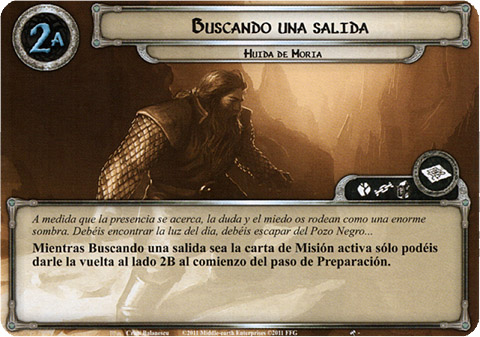 2A
BUSCANDO UNA SALIDA
HUIDA DE MORIA
A medida que la presencia se acerca, la duda y el miedo os rodean como una enorme
sombra. Debéis encontrar la luz del día, debéis escapar del Pozo Negro...
Mientras Buscando una salida sea la carta de Misión activa sólo podéis
darle la vuelta al lado 2B al comienzo del paso de Preparación.
©2011 Middle-earth Enterprises ©2011 FFG